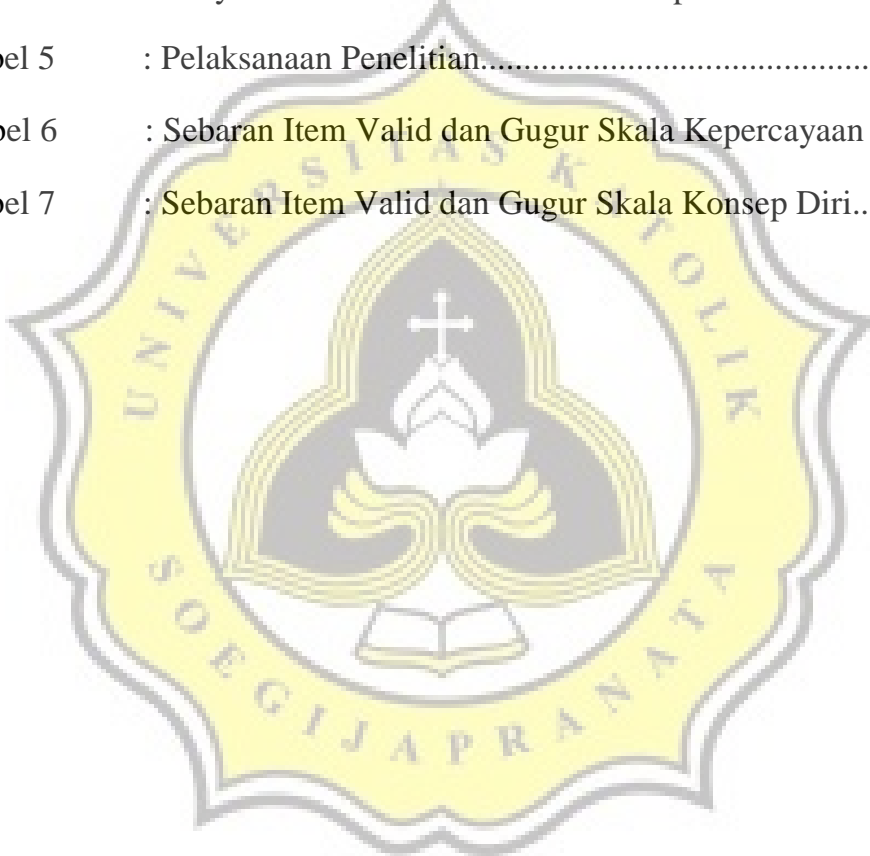 bel 5 : Pelaksanaan Penelitian............................................
bel 6 : Sebaran Item Valid dan Gugur Skala Kepercayaan
bel 7 : Sebaran Item Valid dan Gugur Skala Konsep Diri..
UNIVERSITAS KATOLIK
SOEGIJAPRANATA